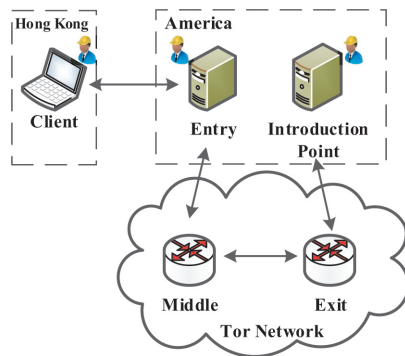 Hong Kong
America
Client
Entry
Introduction
Point
Middle
Exit
Tor Network